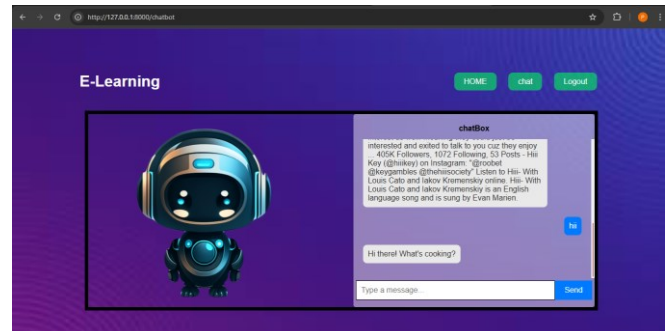 http://127.0.0.1:8000/chatbot
E-Learning
HOME
chat
Logout
chatBox
interested and exited to talk to you cuz they enjoy
... 405K Followers, 1072 Following, 53 Posts - Hiii
Key (@hiiikey) on Instagram: "@roobet
@keygambles @thehiiisociety" Listen to Hiii- With
Louis Cato and Iakov Kremenskiy online. Hiii- With
Louis Cato and Iakov Kremenskiy is an English
language song and is sung by Evan Marien.
hii
Hi there! What's cooking?
Type a message...
Send